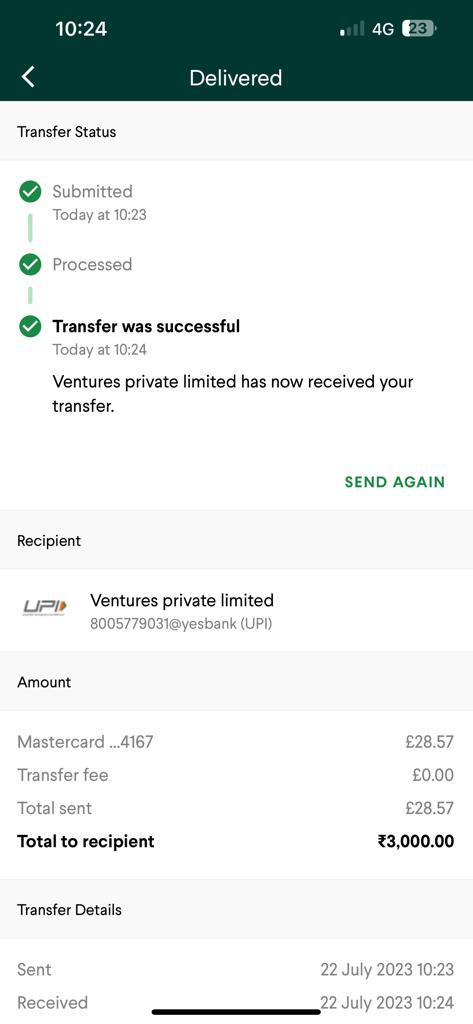 10:24
4G 23
Delivered
Transfer Status
Submitted
Today at 10:23
Processed
Transfer was successful
Today at 10:24
Ventures private limited has now received your
transfer.
SEND AGAIN
Recipient
UPI
Ventures private limited
8005779031@yesbank (UPI)
Amount
Mastercard ...4167 £28.57
Transfer fee £0.00
Total sent £28.57
Total to recipient ₹3,000.00
Transfer Details
Sent 22 July 2023 10:23
Received 22 July 2023 10:24